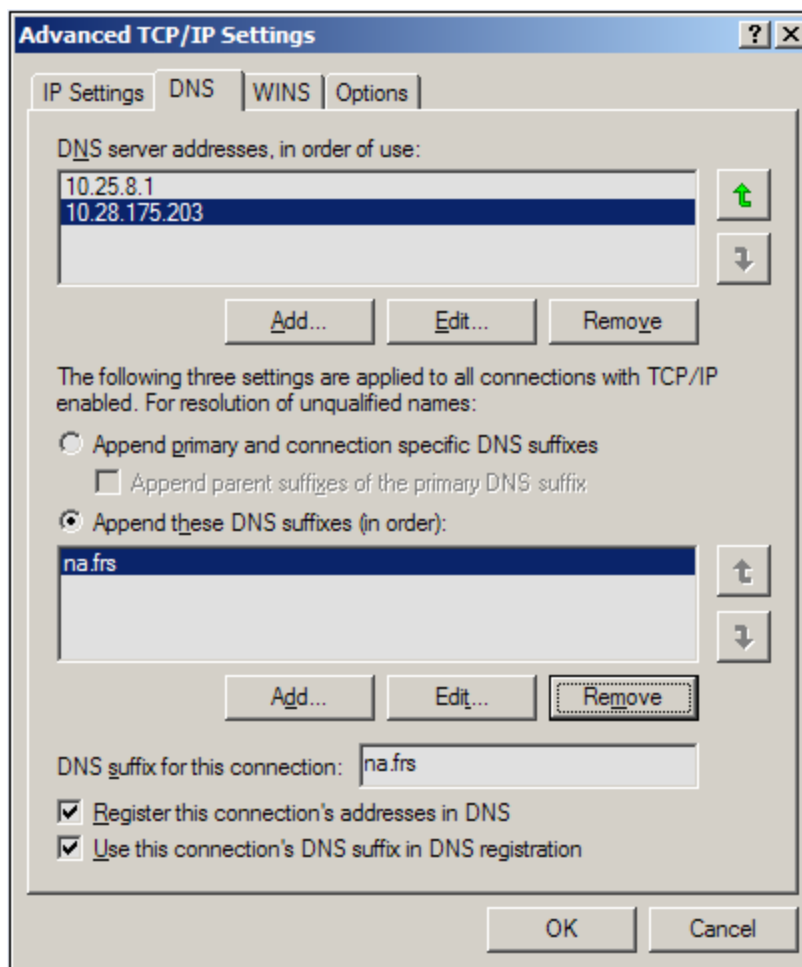 Advanced TCP/IP Settings
IP Settings DNS WINS Options
DNS server addresses, in order of use:
10.25.8.1
10.28.175.203
Add... Edit... Remove
The following three settings are applied to all connections with TCP/IP
enabled. For resolution of unqualified names:
Append primary and connection specific DNS suffixes
Append parent suffixes of the primary DNS suffix
Append these DNS suffixes (in order):
na.frs
Add... Edit... Remove
DNS suffix for this connection: na.frs
Register this connection's addresses in DNS
Use this connection's DNS suffix in DNS registration
OK Cancel